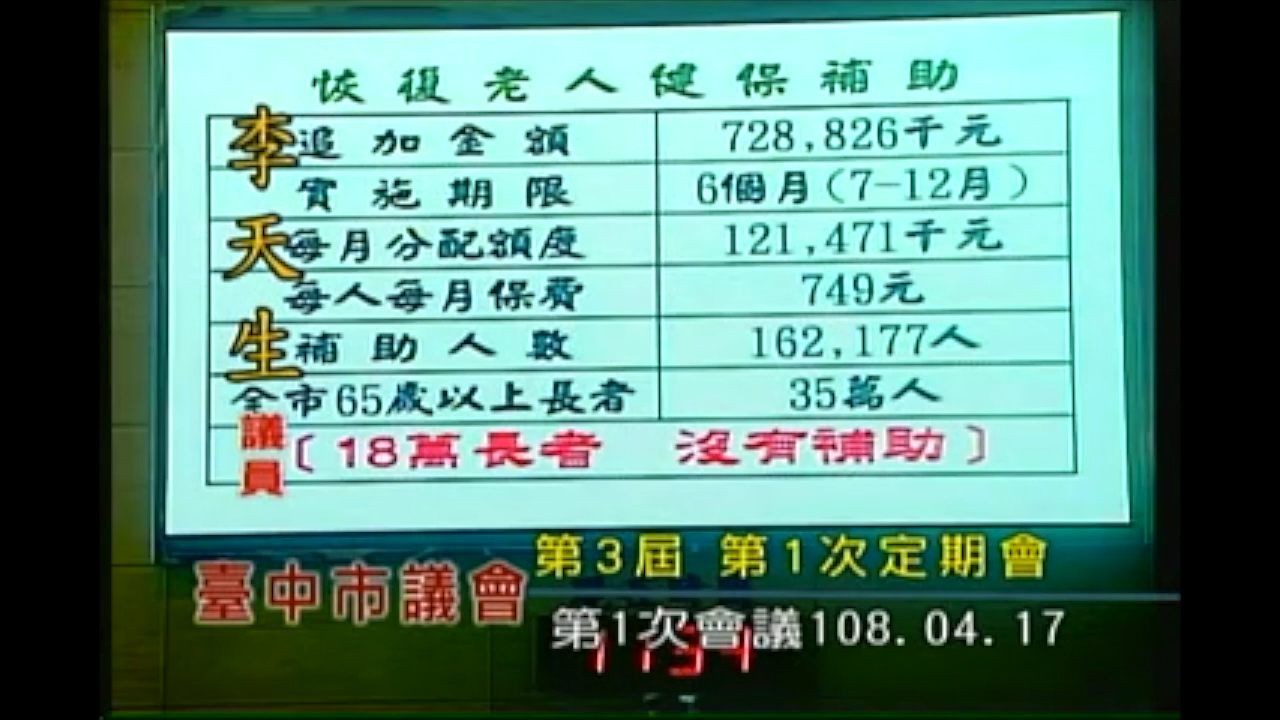 恢復老人健保補助
追加金額 728,826千元
實施期限 6個月(7-12月)
每月分配額度 121,471千元
每人每月保費 749元
補助人數 162,177人
全市65歲以上長者 35萬人
〔18萬長者 沒有補助〕
李天生
議員
臺中市議會
第3屆 第1次定期會
第1次會議108.04.17